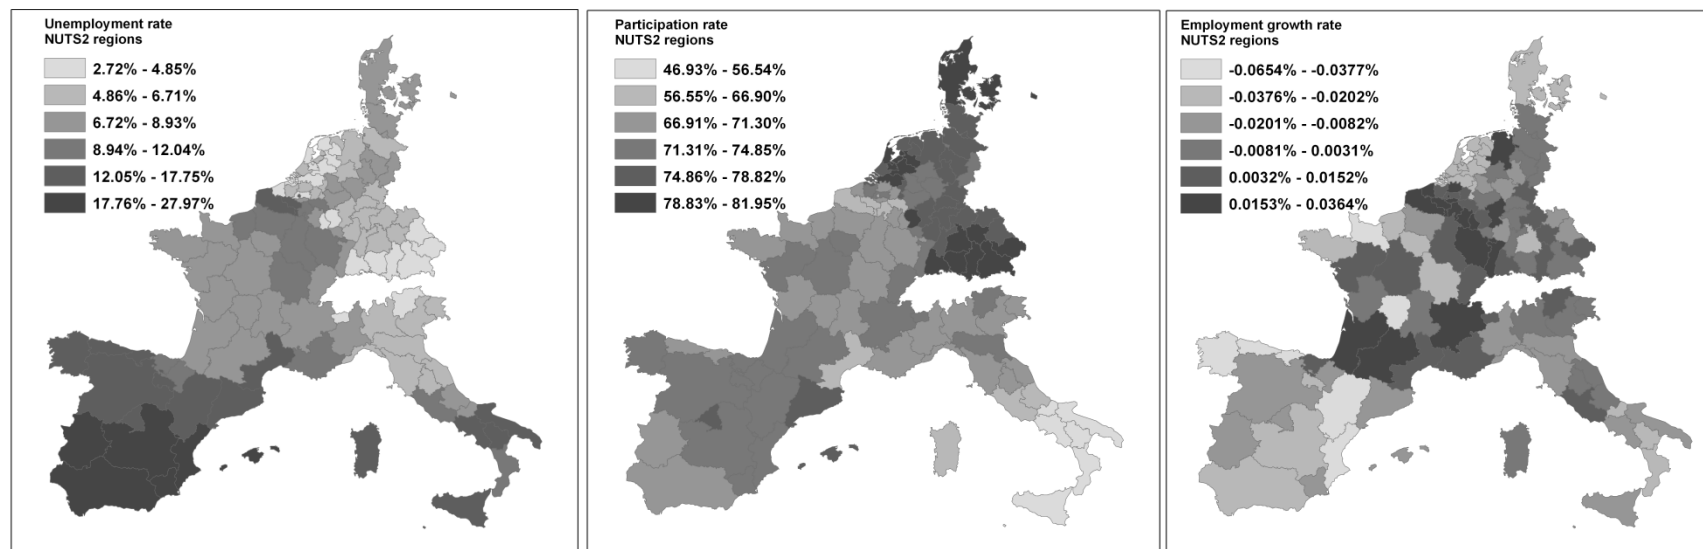 Unemployment rate
NUTS2 regions
2.72% - 4.85%
4.86% - 6.71%
6.72% - 8.93%
8.94% - 12.04%
12.05% - 17.75%
17.76% - 27.97%
Participation rate
NUTS2 regions
46.93% - 56.54%
56.55% - 66.90%
66.91% - 71.30%
71.31% - 74.85%
74.86% - 78.82%
78.83% - 81.95%
Employment growth rate
NUTS2 regions
-0.0654% - -0.0377%
-0.0376% - -0.0202%
-0.0201% - -0.0082%
-0.0081% - 0.0031%
0.0032% - 0.0152%
0.0153% - 0.0364%